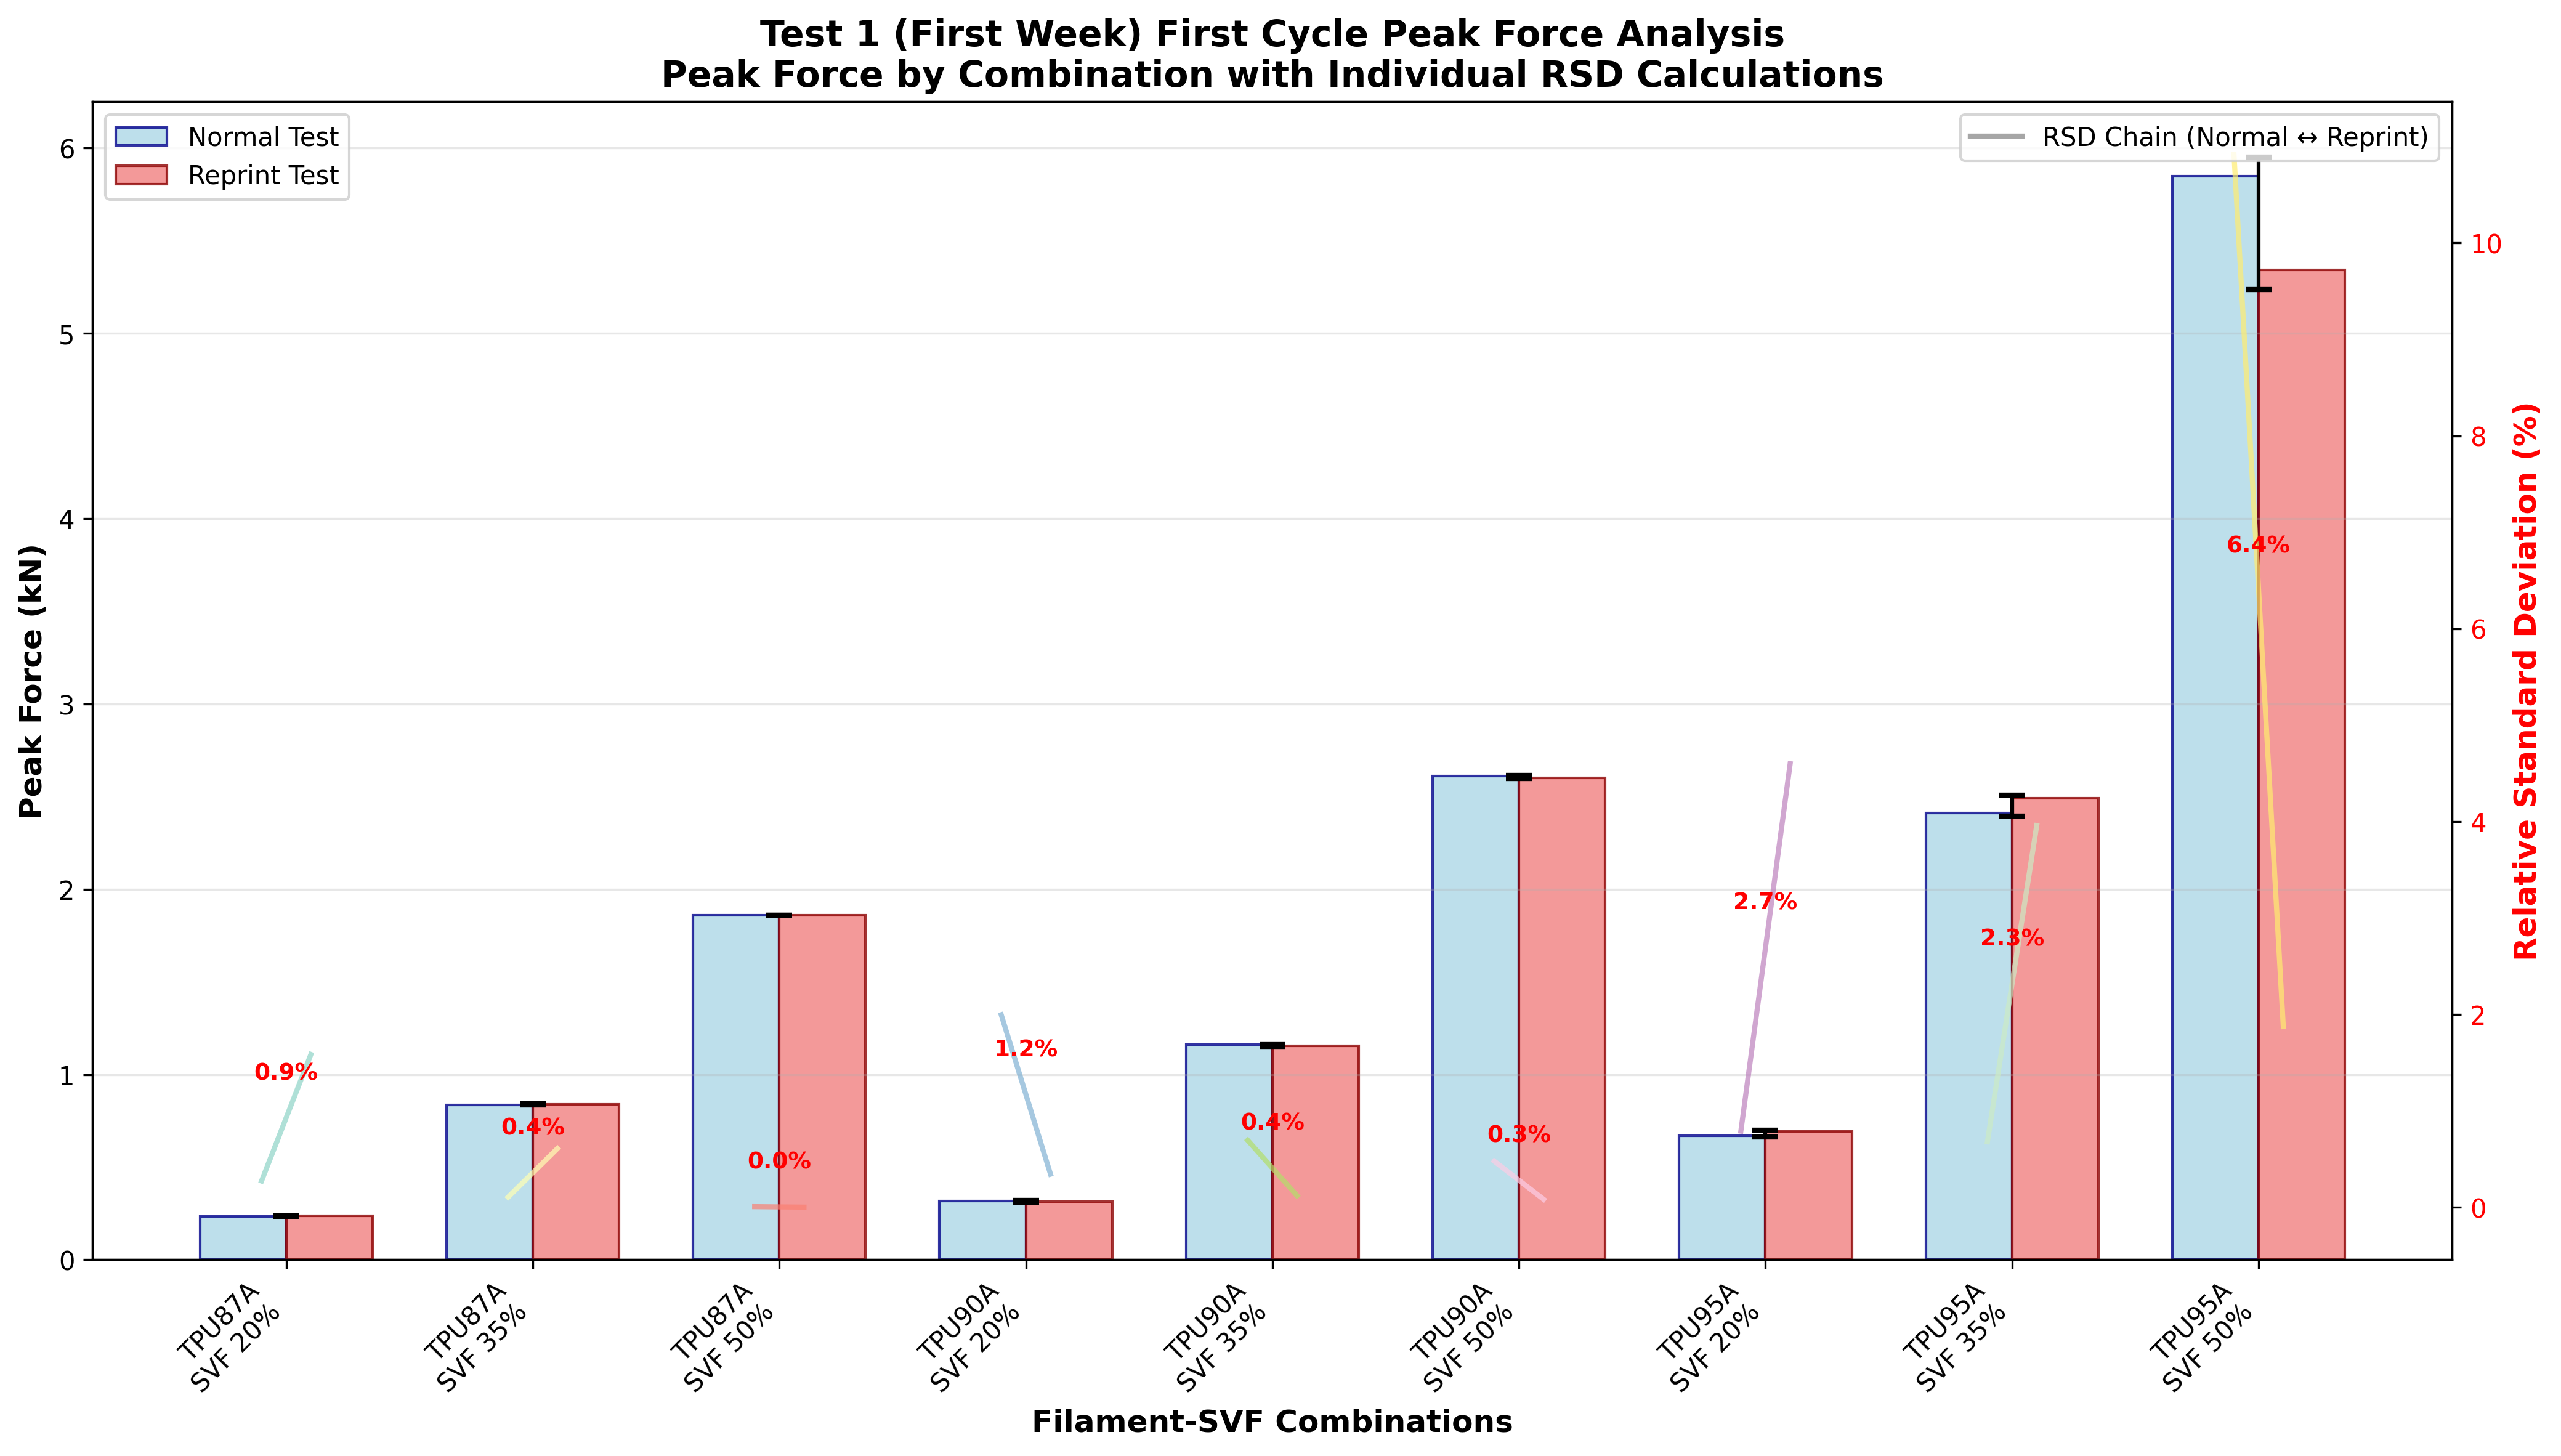 Test 1 (First Week) First Cycle Peak Force Analysis
Peak Force by Combination with Individual RSD Calculations
Normal Test
Reprint Test
RSD Chain (Normal ↔ Reprint)
Peak Force (kN)
6
5
4
3
2
1
0
0.9%
0.4%
0.0%
1.2%
0.4%
0.3%
2.7%
2.3%
6.4%
10
8
6
4
2
0
Relative Standard Deviation (%)
TPU87A
SVF 20%
TPU87A
SVF 35%
TPU87A
SVF 50%
TPU90A
SVF 20%
TPU90A
SVF 35%
TPU90A
SVF 50%
TPU95A
SVF 20%
TPU95A
SVF 35%
TPU95A
SVF 50%
Filament-SVF Combinations